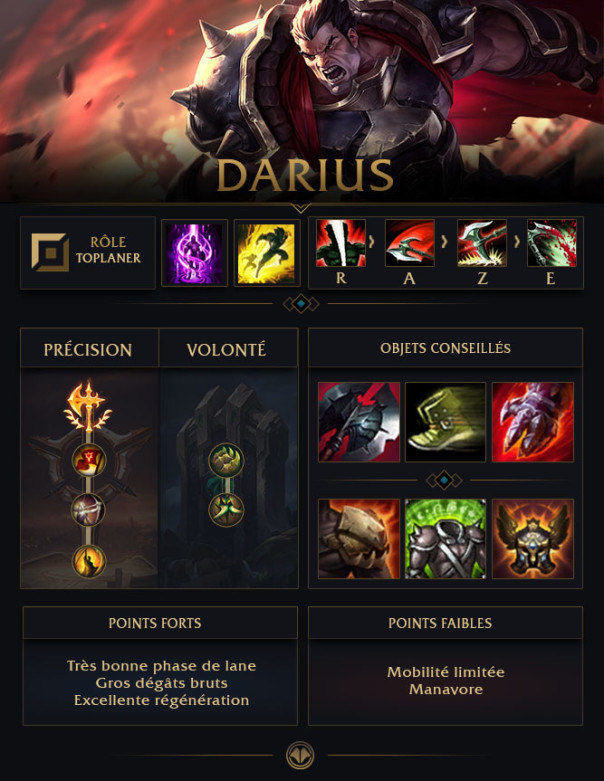 DARIUS
RÔLE
TOPLANER
R
A
Z
E
PRÉCISION
VOLONTÉ
OBJETS CONSEILLÉS
POINTS FORTS
Très bonne phase de lane
Gros dégâts bruts
Excellente régénération
POINTS FAIBLES
Mobilité limitée
Manavore